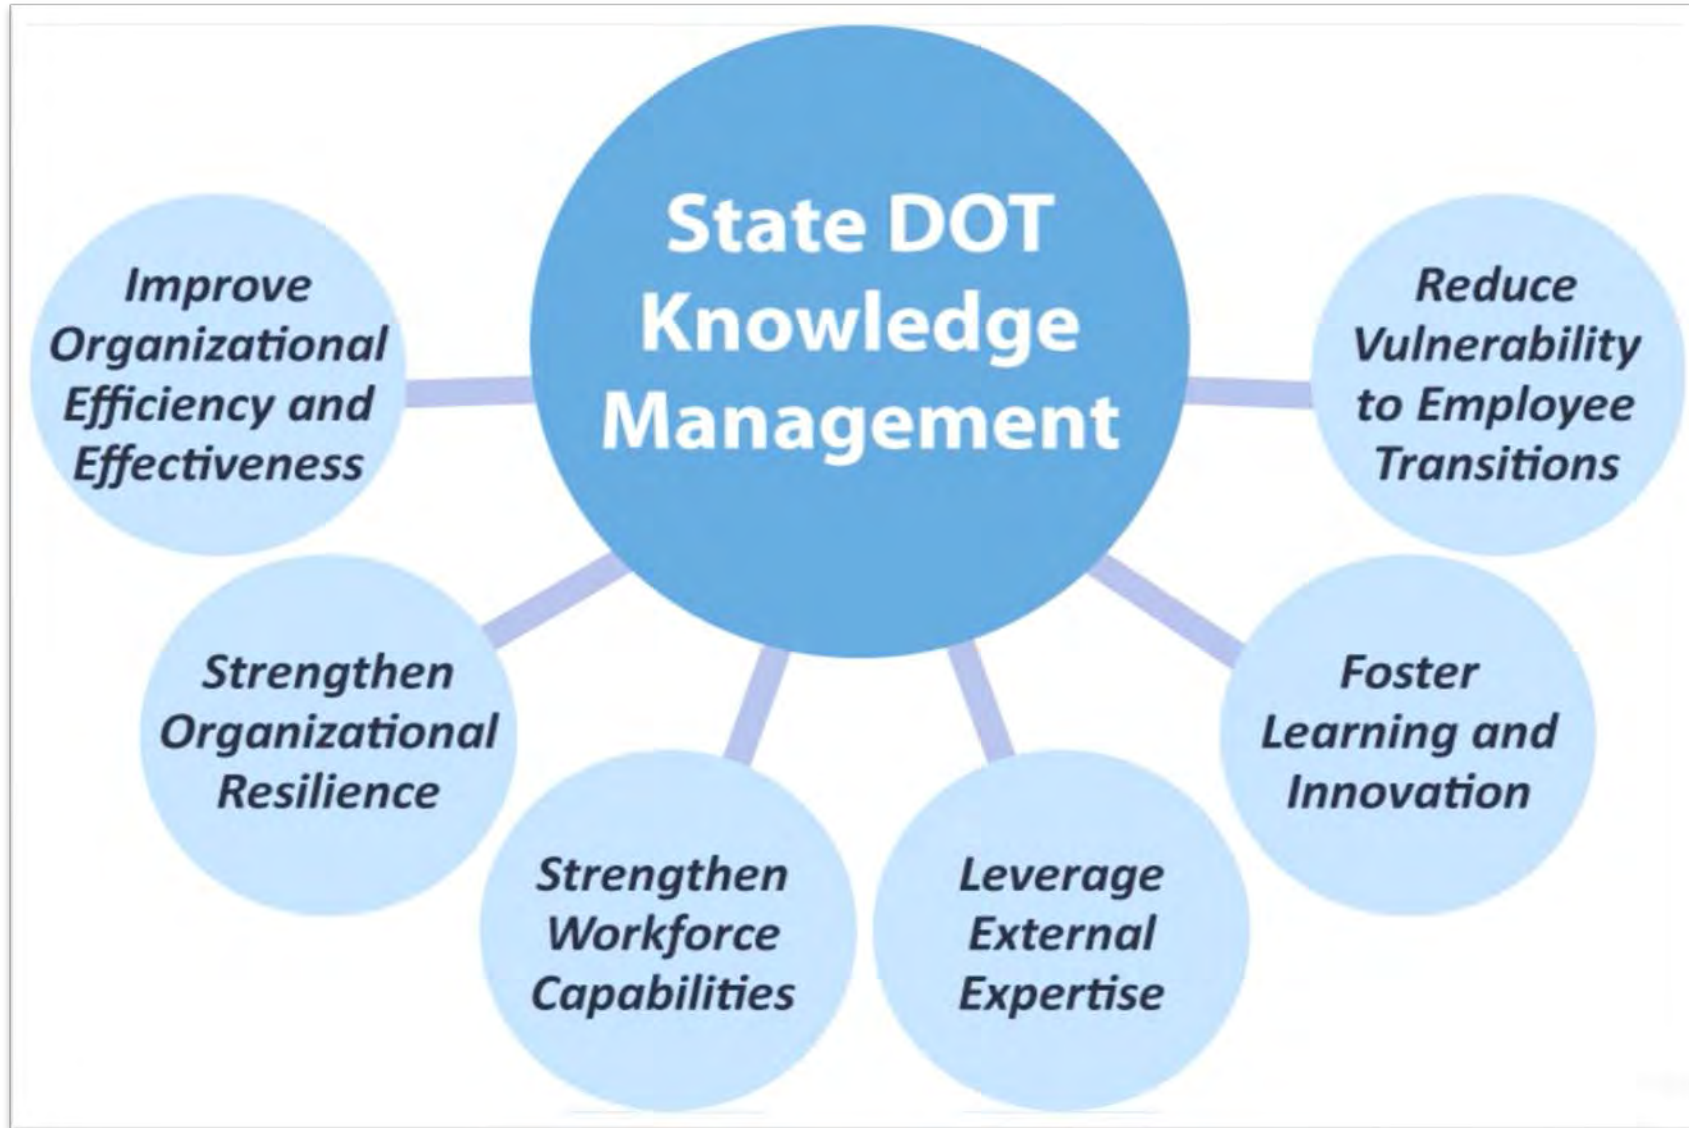 State DOT
Knowledge
Management
Improve
Organizational
Efficiency and
Effectiveness
Strengthen
Organizational
Resilience
Strengthen
Workforce
Capabilities
Leverage
External
Expertise
Foster
Learning and
Innovation
Reduce
Vulnerability
to Employee
Transitions